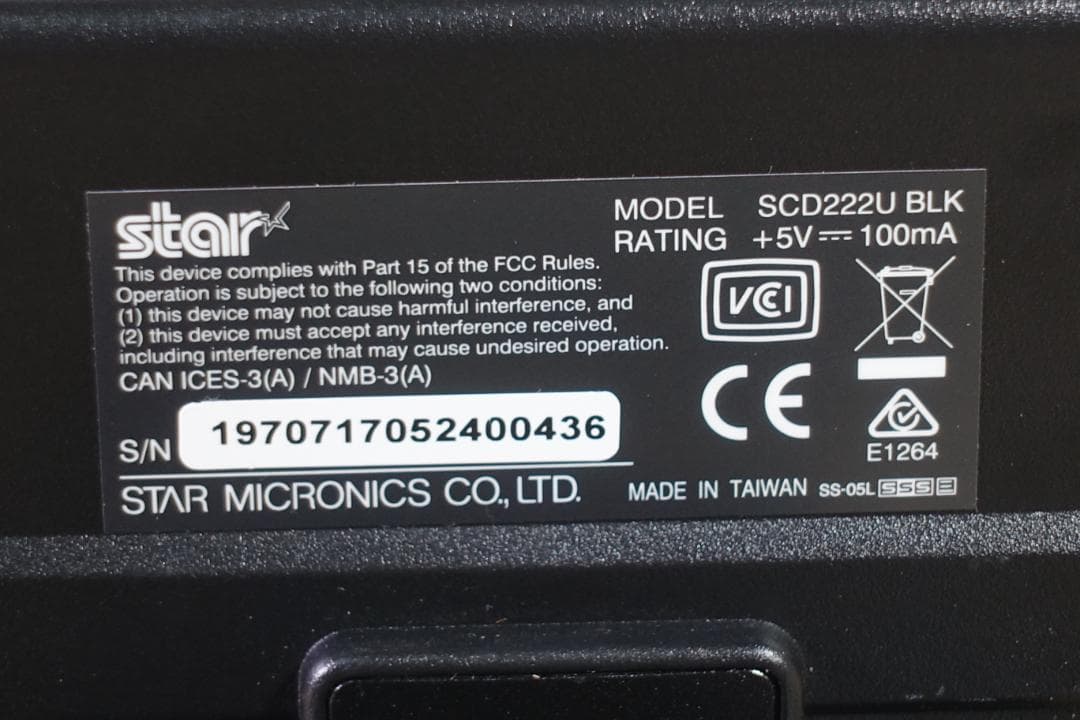 star
MODEL SCD222U BLK
RATING +5V ⎓ 100mA
This device complies with Part 15 of the FCC Rules.
Operation is subject to the following two conditions:
(1) this device may not cause harmful interference, and
(2) this device must accept any interference received,
including interference that may cause undesired operation.
CAN ICES-3(A) / NMB-3(A)
VCCI
CE
S/N 1970717052400436
E1264
STAR MICRONICS CO., LTD.
MADE IN TAIWAN SS-05L SSSE